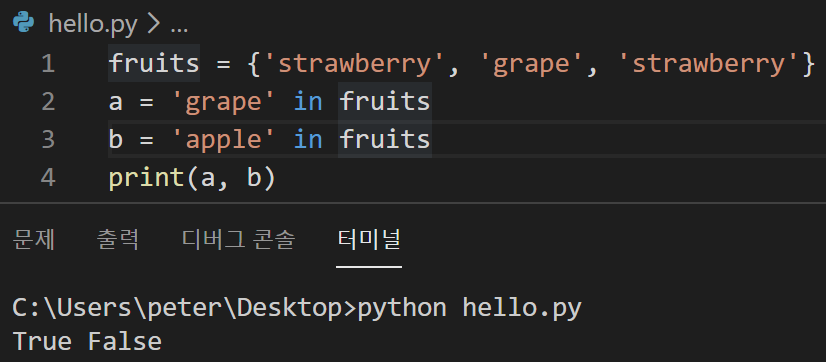 hello.py > ...
1 fruits = {'strawberry', 'grape', 'strawberry'}
2 a = 'grape' in fruits
3 b = 'apple' in fruits
4 print(a, b)
문제 출력 디버그 콘솔 터미널
C:\Users\peter\Desktop>python hello.py
True False